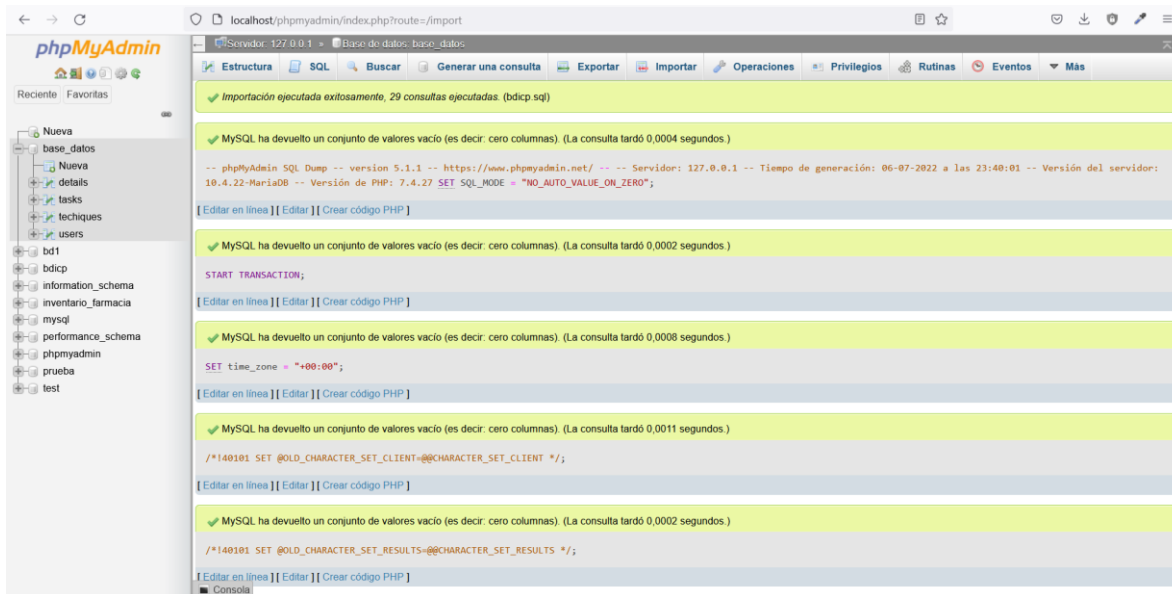 localhost/phpmyadmin/index.php?route=/import
phpMyAdmin
Reciente Favoritas
Nueva
base_datos
Nueva
details
tasks
techiques
users
bd1
bdicp
information_schema
inventario_farmacia
mysql
performance_schema
phpmyadmin
prueba
test
Servidor: 127.0.0.1 » Base de datos: base_datos
Estructura SQL Buscar Generar una consulta Exportar Importar Operaciones Privilegios Rutinas Eventos Más
Importación ejecutada exitosamente, 29 consultas ejecutadas. (bdicp.sql)
MySQL ha devuelto un conjunto de valores vacío (es decir: cero columnas). (La consulta tardó 0,0004 segundos.)
-- phpMyAdmin SQL Dump -- version 5.1.1 -- https://www.phpmyadmin.net/ -- -- Servidor: 127.0.0.1 -- Tiempo de generación: 06-07-2022 a las 23:40:01 -- Versión del servidor:
10.4.22-MariaDB -- Versión de PHP: 7.4.27 SET SQL_MODE = "NO_AUTO_VALUE_ON_ZERO";
[ Editar en línea ] [ Editar ] [ Crear código PHP ]
MySQL ha devuelto un conjunto de valores vacío (es decir: cero columnas). (La consulta tardó 0,0002 segundos.)
START TRANSACTION;
[ Editar en línea ] [ Editar ] [ Crear código PHP ]
MySQL ha devuelto un conjunto de valores vacío (es decir: cero columnas). (La consulta tardó 0,0008 segundos.)
SET time_zone = "+00:00";
[ Editar en línea ] [ Editar ] [ Crear código PHP ]
MySQL ha devuelto un conjunto de valores vacío (es decir: cero columnas). (La consulta tardó 0,0011 segundos.)
/*!40101 SET @OLD_CHARACTER_SET_CLIENT=@@CHARACTER_SET_CLIENT */;
[ Editar en línea ] [ Editar ] [ Crear código PHP ]
MySQL ha devuelto un conjunto de valores vacío (es decir: cero columnas). (La consulta tardó 0,0002 segundos.)
/*!40101 SET @OLD_CHARACTER_SET_RESULTS=@@CHARACTER_SET_RESULTS */;
[ Editar en línea ] [ Editar ] [ Crear código PHP ]
Consola